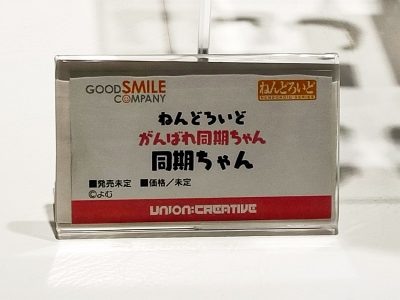 GOOD SMILE
COMPANY
ねんどろいど
NENDOROID SERIES
ねんどろいど
がんばれ同期ちゃん
同期ちゃん
■発売未定 ■価格／未定
©よむ
UNION:CREATIVE